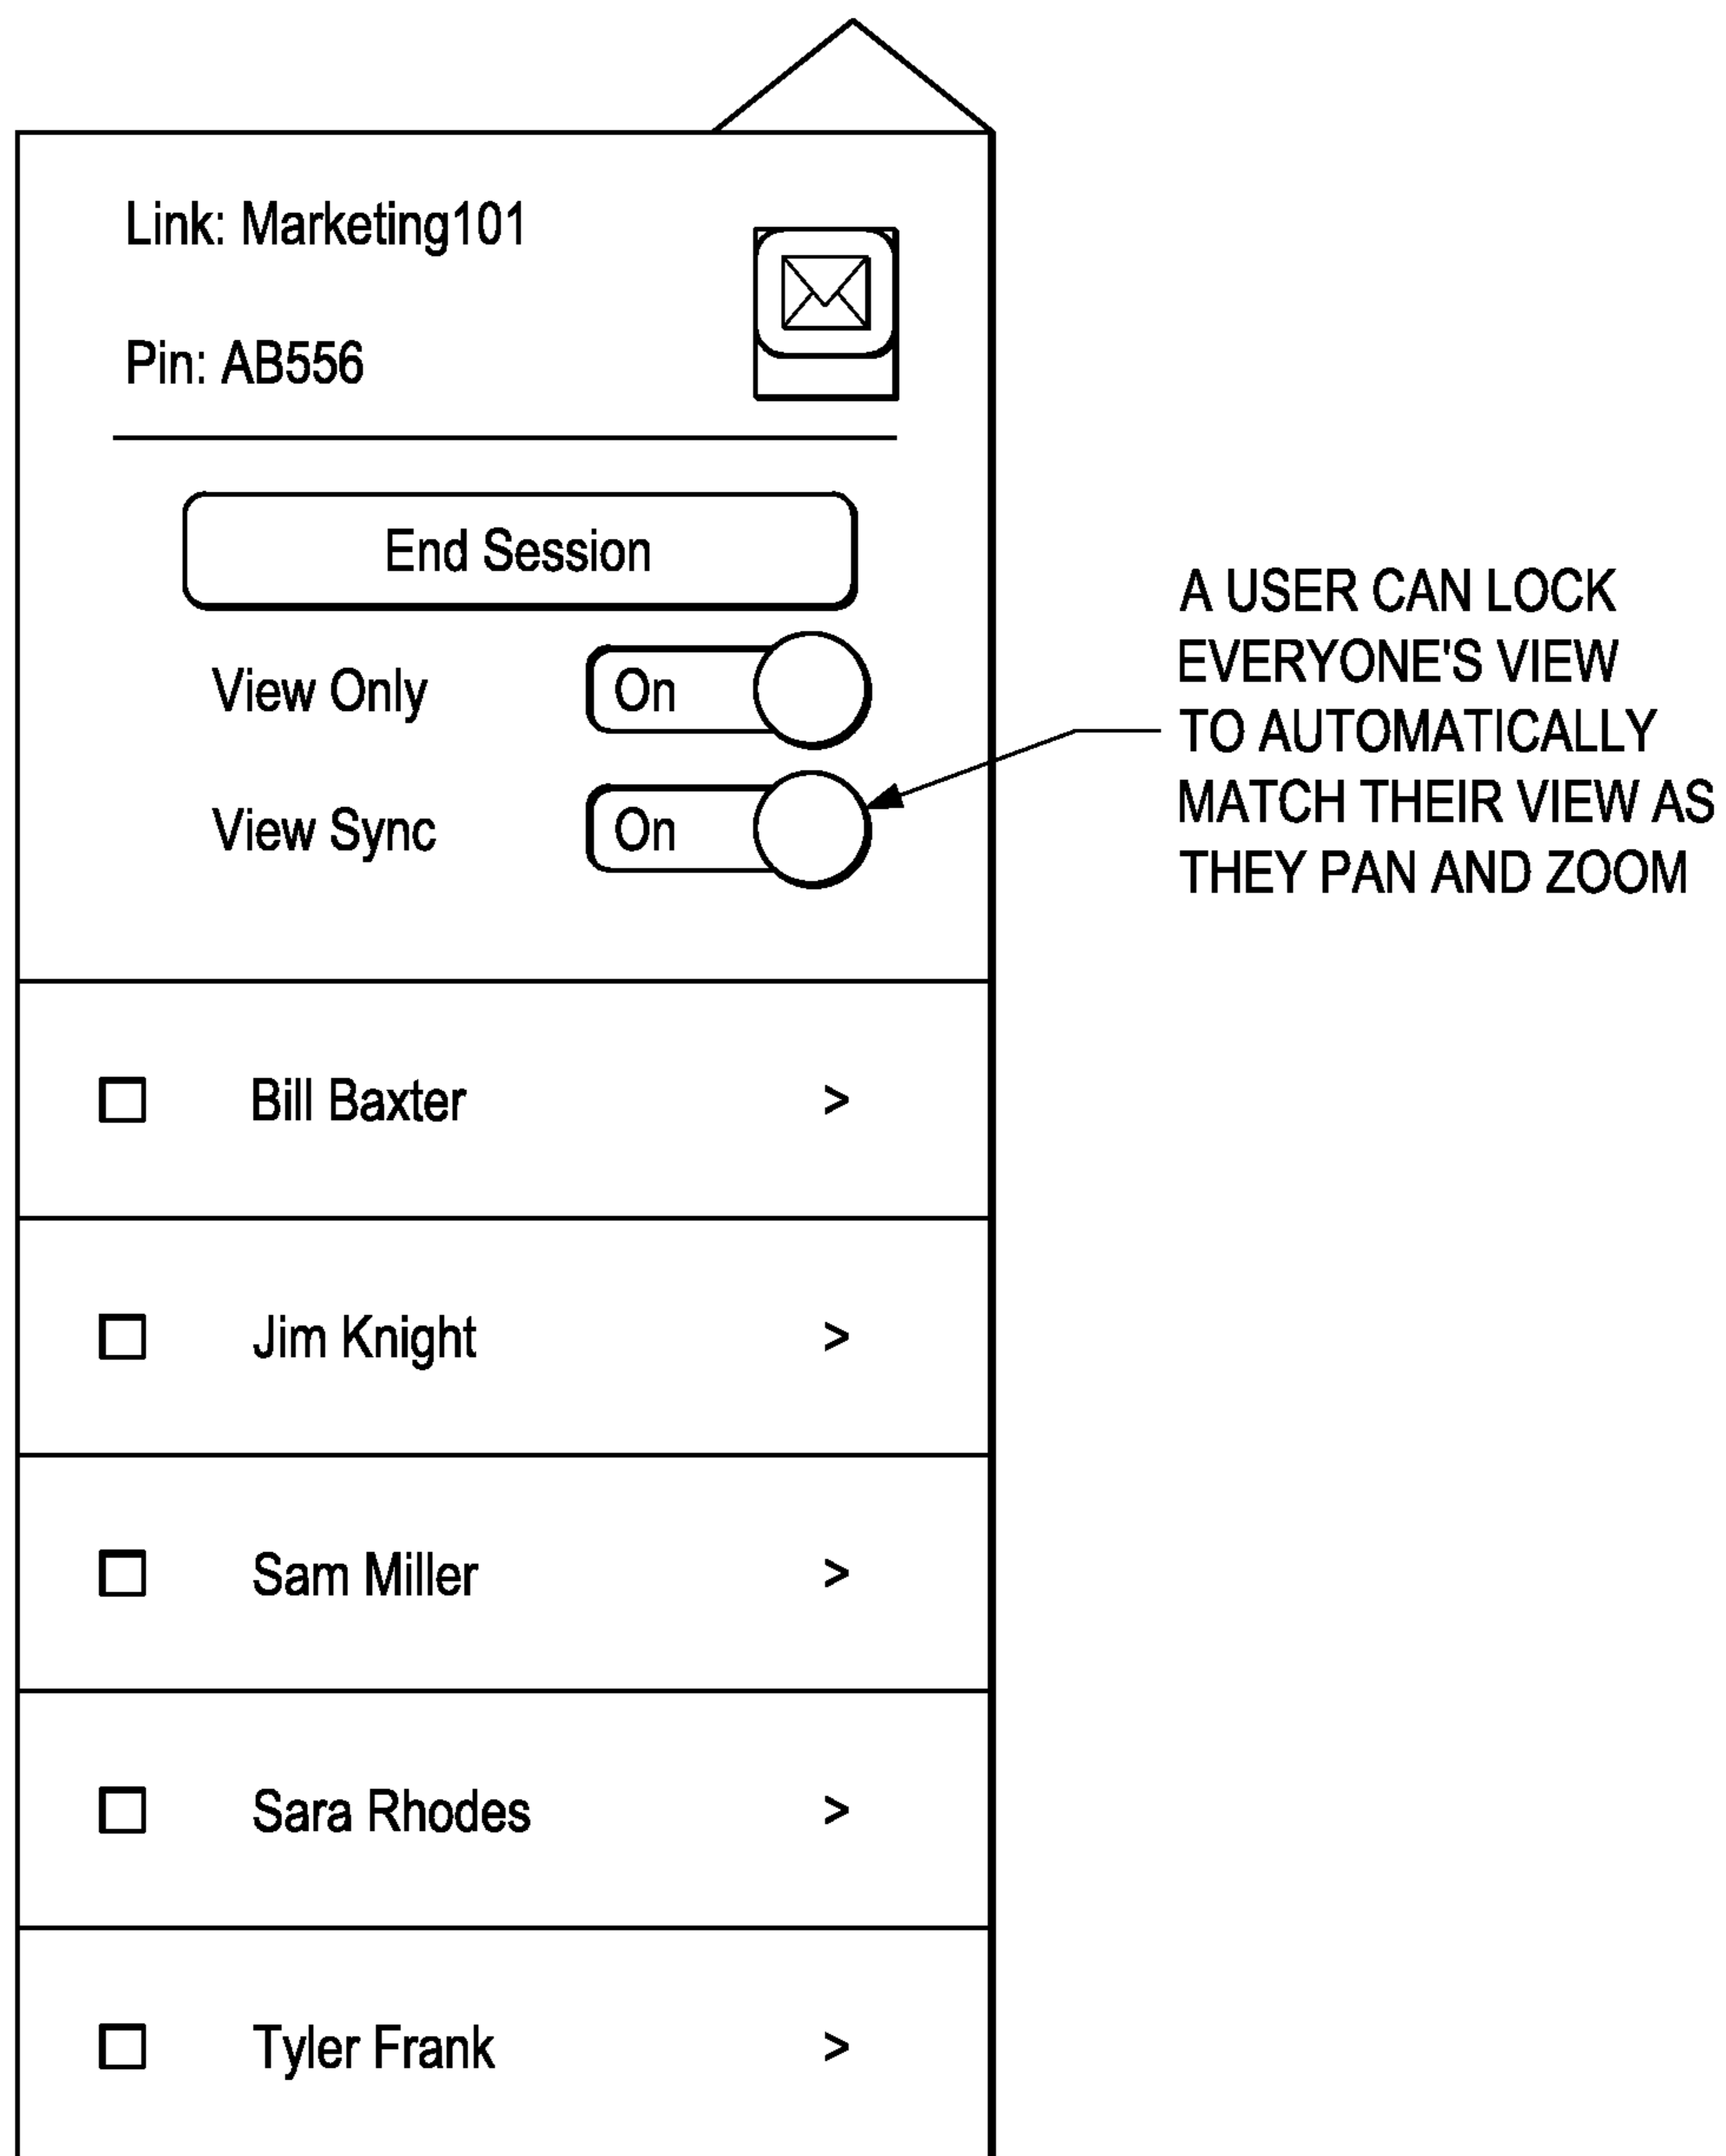 Link: Marketing101
Pin: AB556
End Session
View Only On
View Sync On
A USER CAN LOCK
EVERYONE'S VIEW
TO AUTOMATICALLY
MATCH THEIR VIEW AS
THEY PAN AND ZOOM
Bill Baxter >
Jim Knight >
Sam Miller >
Sara Rhodes >
Tyler Frank >